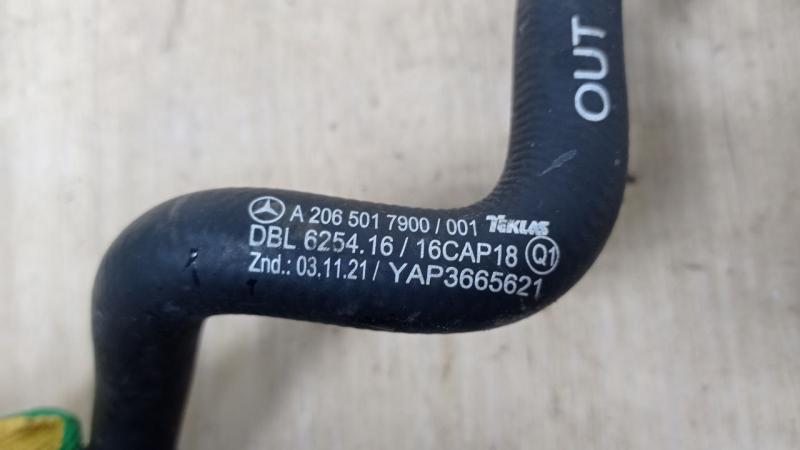 OUT
A 206 501 7900 / 001 TEKLAS
DBL 6254.16 / 16CAP18 Q1
Znd.: 03.11.21 / YAP3665621